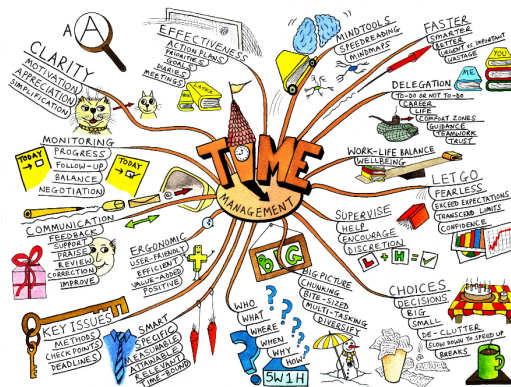 TIME
MANAGEMENT
A
A
CLARITY
MOTIVATION
APPRECIATION
SIMPLIFICATION
EFFECTIVENESS
ACTION PLANS
PRIORITIES
GOALS
DIARIES
MEETINGS
LATER
MINDTOOLS
SPEEDREADING
MINDMAPS
FASTER
SMARTER
BETTER
URGENT VS IMPORTANT
WASTAGE
YOU
ME
DELEGATION
TO-DO OR NOT TO-DO
CAREER
LIFE
COMFORT ZONES
GUIDANCE
TEAMWORK
TRUST
WORK-LIFE BALANCE
WELLBEING
LET GO
FEARLESS
EXCEED EXPECTATIONS
TRANSCEND LIMITS
CONFIDENCE
SUPERVISE
HELP
ENCOURAGE
DISCRETION
L + H =
CHOICES
DECISIONS
BIG
SMALL
DE-CLUTTER
SLOW DOWN TO SPEED UP
BREAKS
BIG
BIG PICTURE
CHUNKING
BITE-SIZED
MULTI-TASKING
DIVERSIFY
WHO
WHAT
WHERE
WHEN
WHY
HOW
5W1H
SMART
SPECIFIC
MEASURABLE
ATTAINABLE
RELEVANT
TIME-BOUND
ERGONOMIC
USER-FRIENDLY
EFFICIENT
VALUE-ADDED
POSITIVE
KEY ISSUES
METHODS
CHECKPOINTS
DEADLINES
COMMUNICATION
FEEDBACK
SUPPORT
PRAISE
REVIEW
CORRECTION
IMPROVE
MONITORING
PROGRESS
FOLLOW-UP
BALANCE
NEGOTIATION
TODAY
TODAY